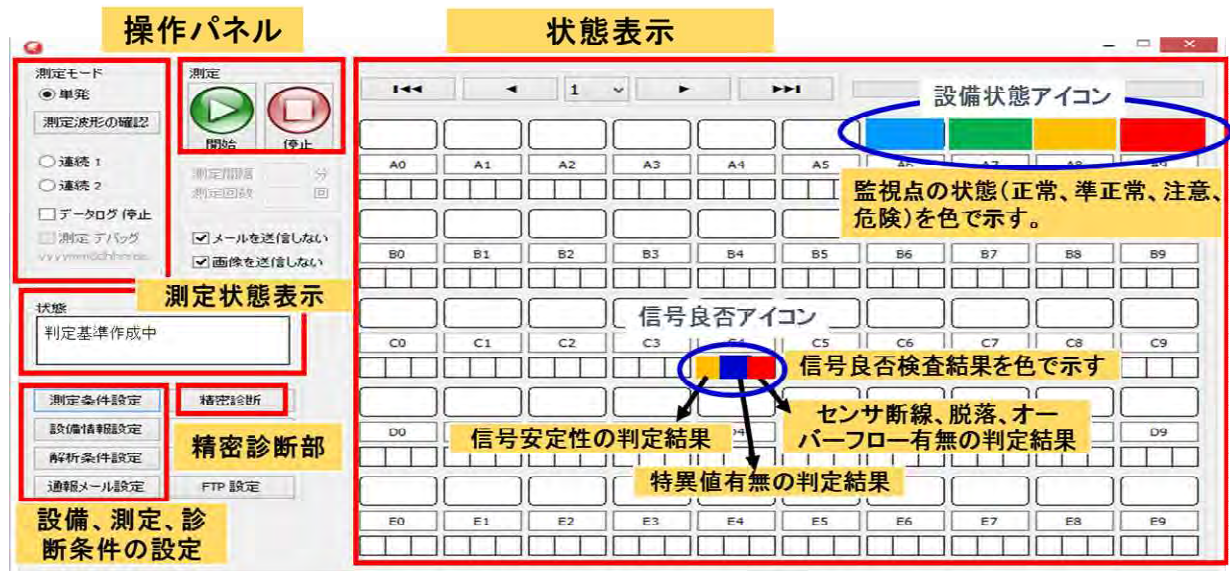 操作パネル
状態表示
測定モード
単発
測定波形の確認
連続 1
連続 2
データログ 停止
測定 デバッグ
測定
開始
停止
測定間隔 分
測定回数 回
メールを送信しない
画像を送信しない
測定状態表示
状態
判定基準作成中
測定条件設定
精密診断
設備情報設定
解析条件設定
通報メール設定
FTP 設定
精密診断部
設備、測定、診
断条件の設定
1
設備状態アイコン
A0 A1 A2 A3 A4 A5 A6 A7 A8 A9
監視点の状態(正常、準正常、注意、
危険)を色で示す。
B0 B1 B2 B3 B4 B5 B6 B7 B8 B9
信号良否アイコン
C0 C1 C2 C3 C4 C5 C6 C7 C8 C9
信号良否検査結果を色で示す
センサ断線、脱落、オー
バーフロー有無の判定結果
信号安定性の判定結果
D0 D4 D9
特異値有無の判定結果
E0 E1 E2 E3 E4 E5 E6 E7 E8 E9